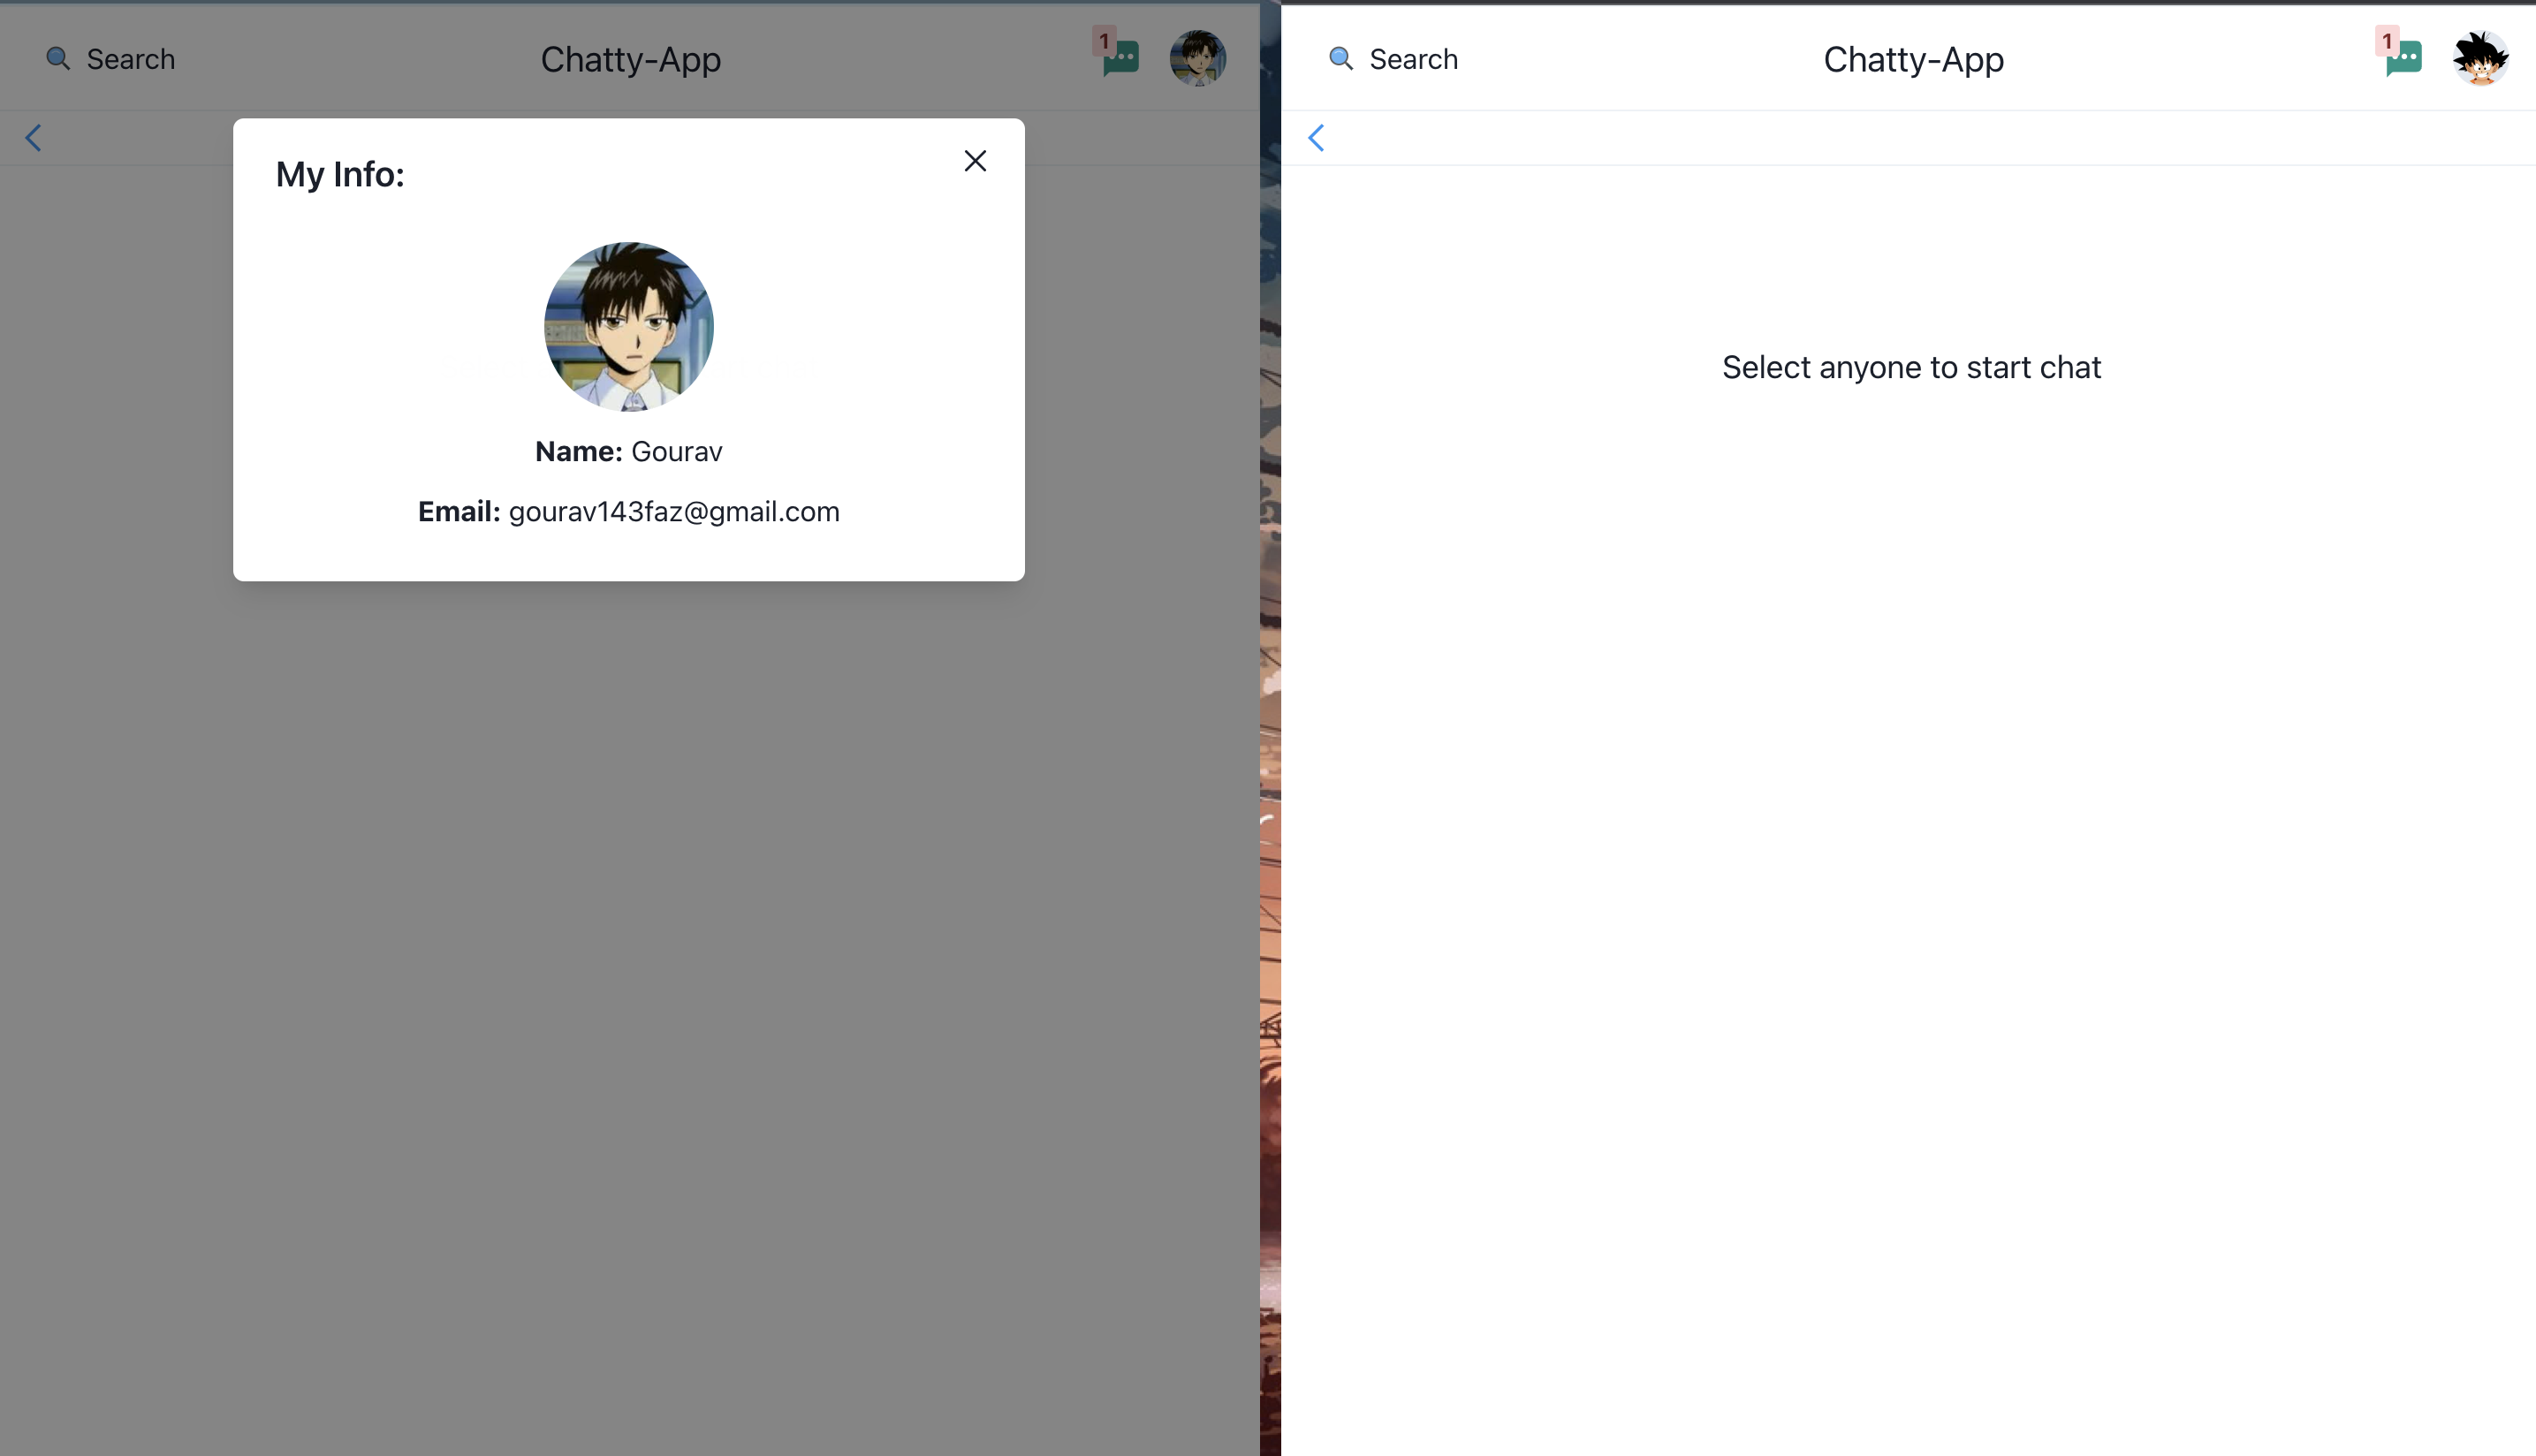 Search
Chatty-App
1
My Info:
Name: Gourav
Email: gourav143faz@gmail.com
Search
Chatty-App
1
Select anyone to start chat